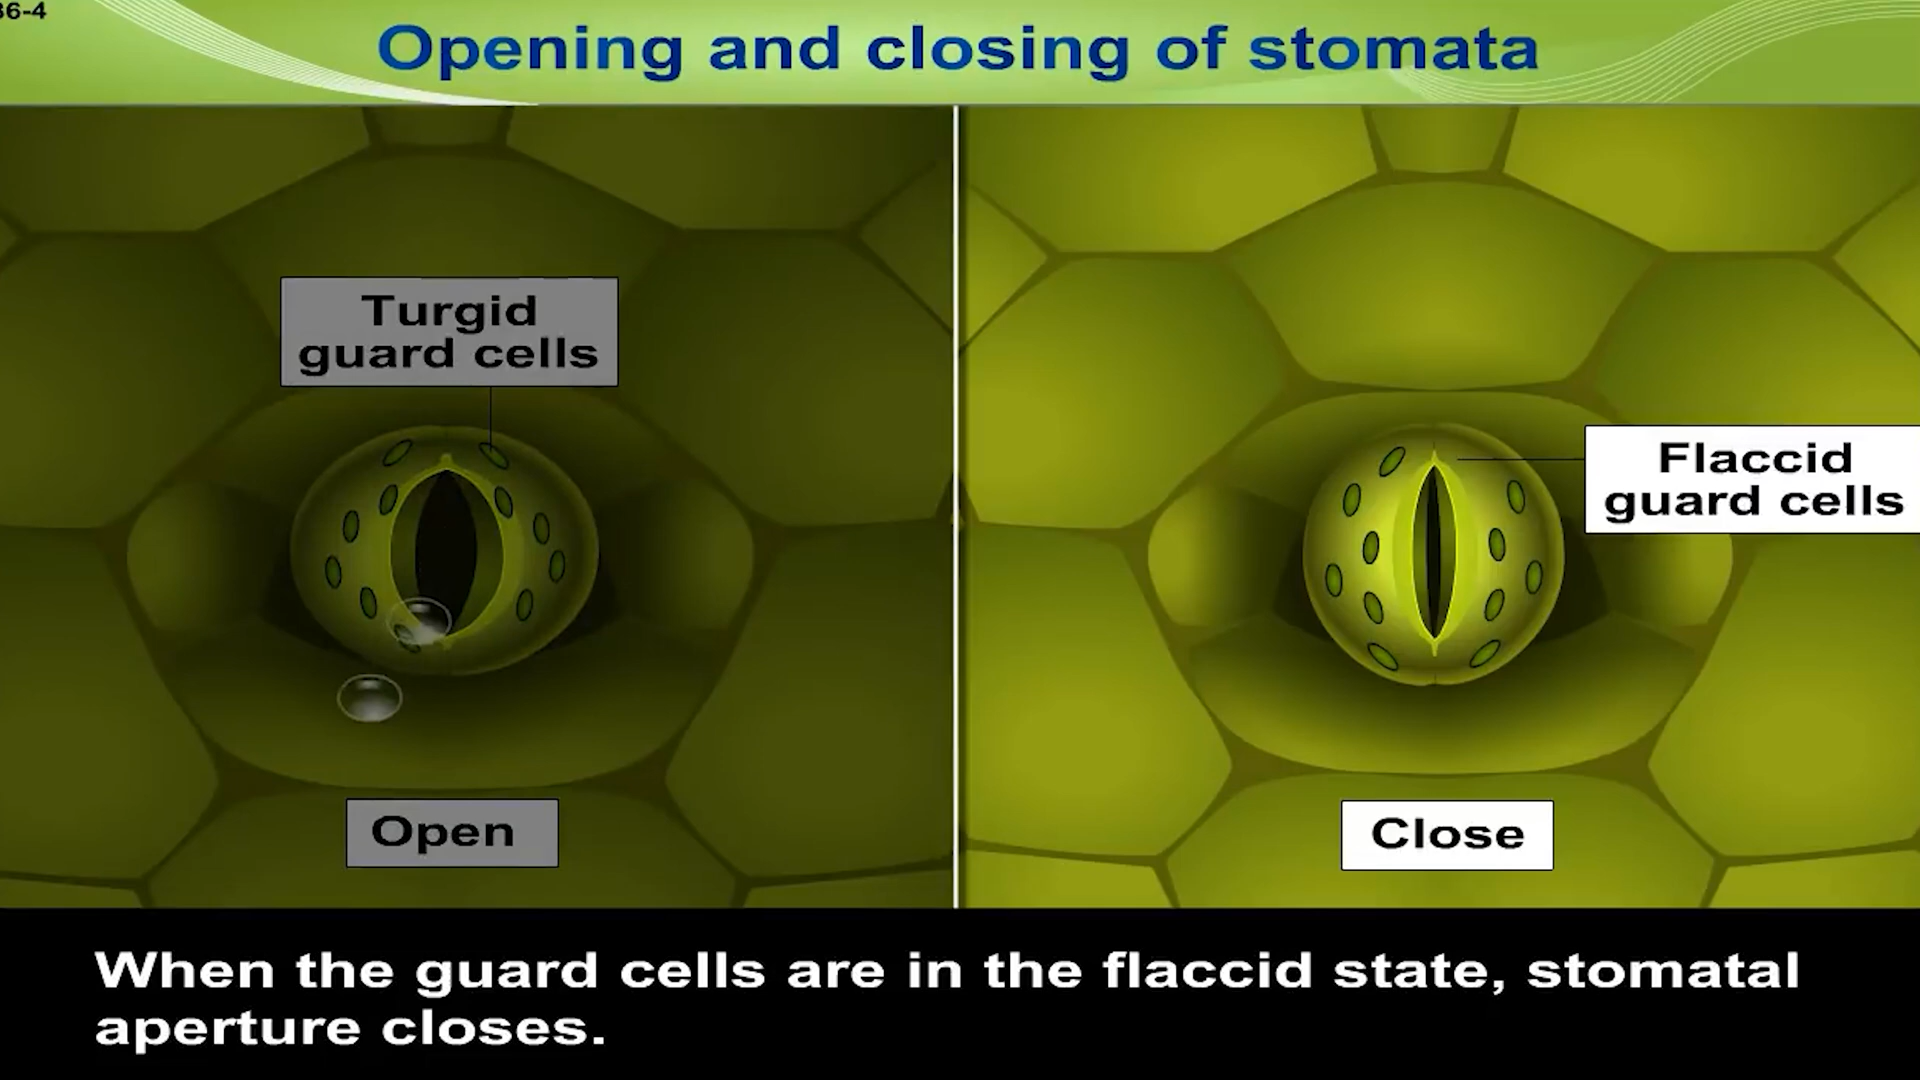 36-4
Opening and closing of stomata
Turgid
guard cells
Flaccid
guard cells
Open
Close
When the guard cells are in the flaccid state, stomatal
aperture closes.